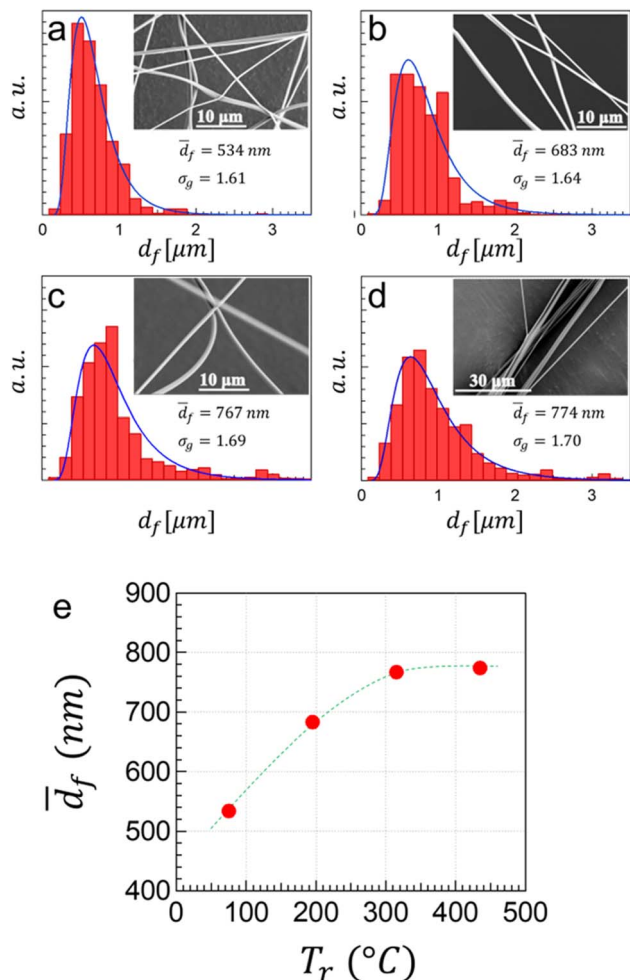 a
10 μm
d̅f = 534 nm
σg = 1.61
a.u.
0 1 2 3
df [μm]
b
10 μm
d̅f = 683 nm
σg = 1.64
a.u.
0 1 2 3
df [μm]
c
10 μm
d̅f = 767 nm
σg = 1.69
a.u.
df [μm]
d
30 μm
d̅f = 774 nm
σg = 1.70
a.u.
0 1 2 3
df [μm]
e
900
800
700
600
500
400
d̅f (nm)
0 100 200 300 400 500
Tr (°C)